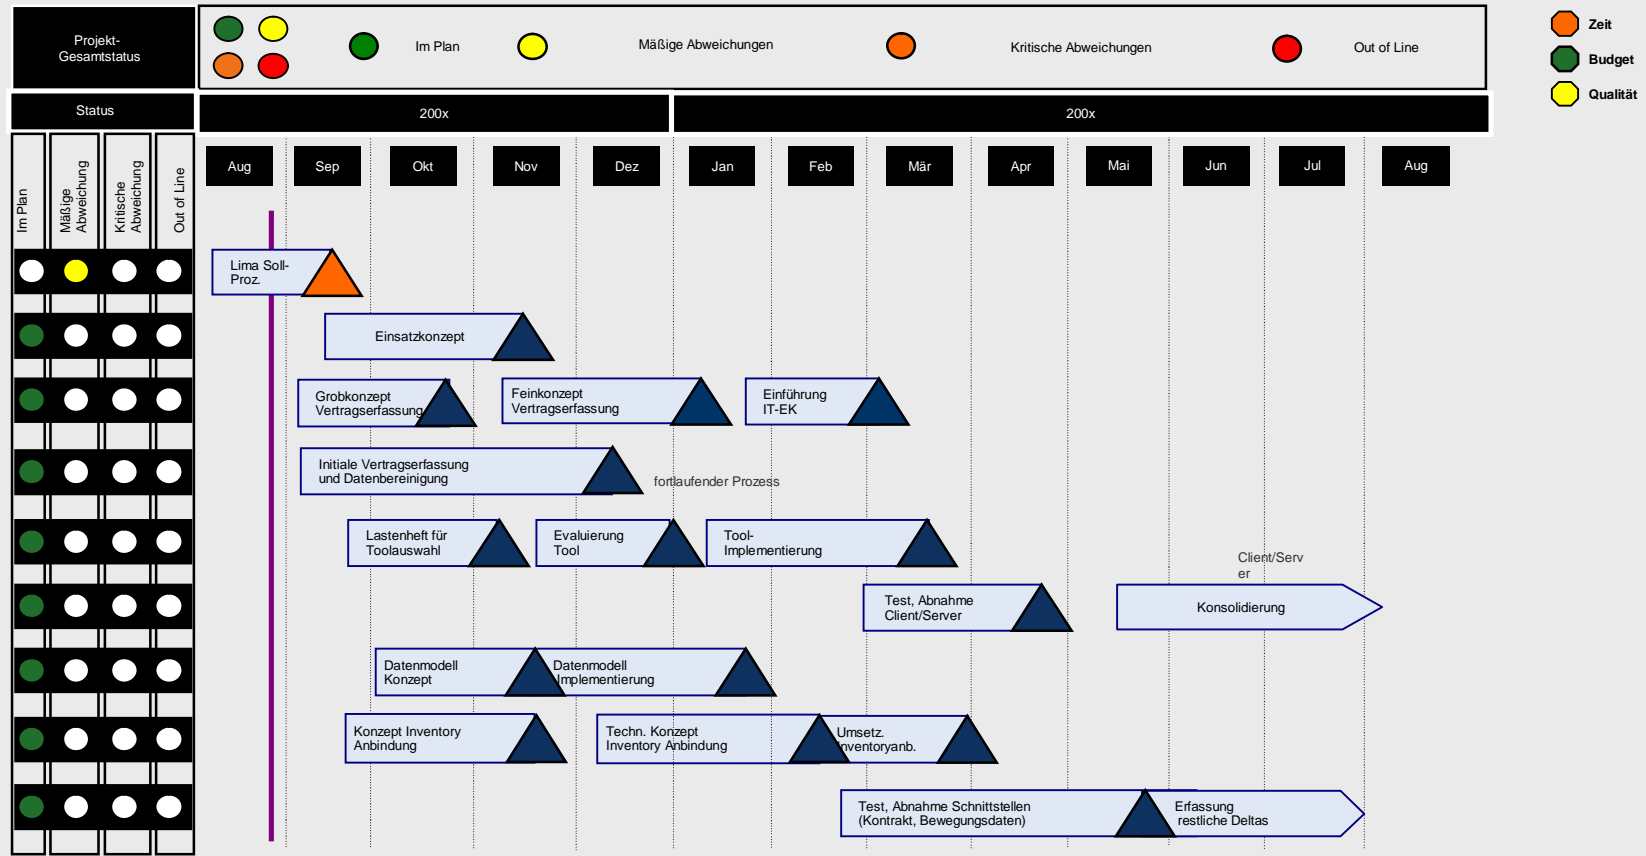 Projekt-
Gesamtstatus
Im Plan
Mäßige Abweichungen
Kritische Abweichungen
Out of Line
Zeit
Budget
Qualität
Status
200x
200x
Im Plan
Mäßige
Abweichung
Kritische
Abweichung
Out of Line
Aug
Sep
Okt
Nov
Dez
Jan
Feb
Mär
Apr
Mai
Jun
Jul
Aug
Lima Soll-
Proz.
Einsatzkonzept
Grobkonzept
Vertragserfassung
Feinkonzept
Vertragserfassung
Einführung
IT-EK
Initiale Vertragserfassung
und Datenbereinigung
fortlaufender Prozess
Lastenheft für
Toolauswahl
Evaluierung
Tool
Tool-
Implementierung
Client/Serv
er
Test, Abnahme
Client/Server
Konsolidierung
Datenmodell
Konzept
Datenmodell
Implementierung
Konzept Inventory
Anbindung
Techn. Konzept
Inventory Anbindung
Umsetz.
Inventoryanb.
Test, Abnahme Schnittstellen
(Kontrakt, Bewegungsdaten)
Erfassung
restliche Deltas